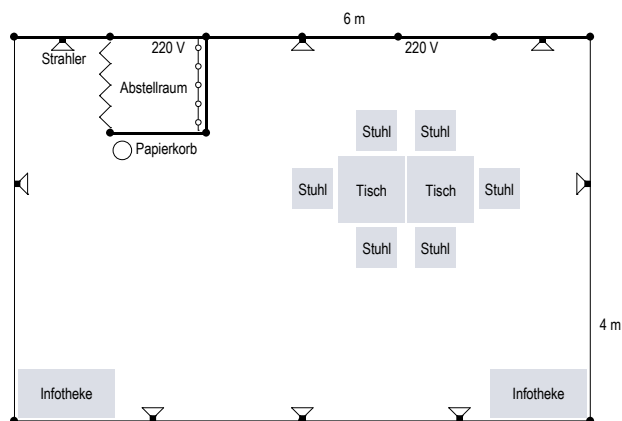 6 m
220 V
220 V
Strahler
Abstellraum
Stuhl
Stuhl
Papierkorb
Stuhl
Tisch
Tisch
Stuhl
Stuhl
Stuhl
4 m
Infotheke
Infotheke